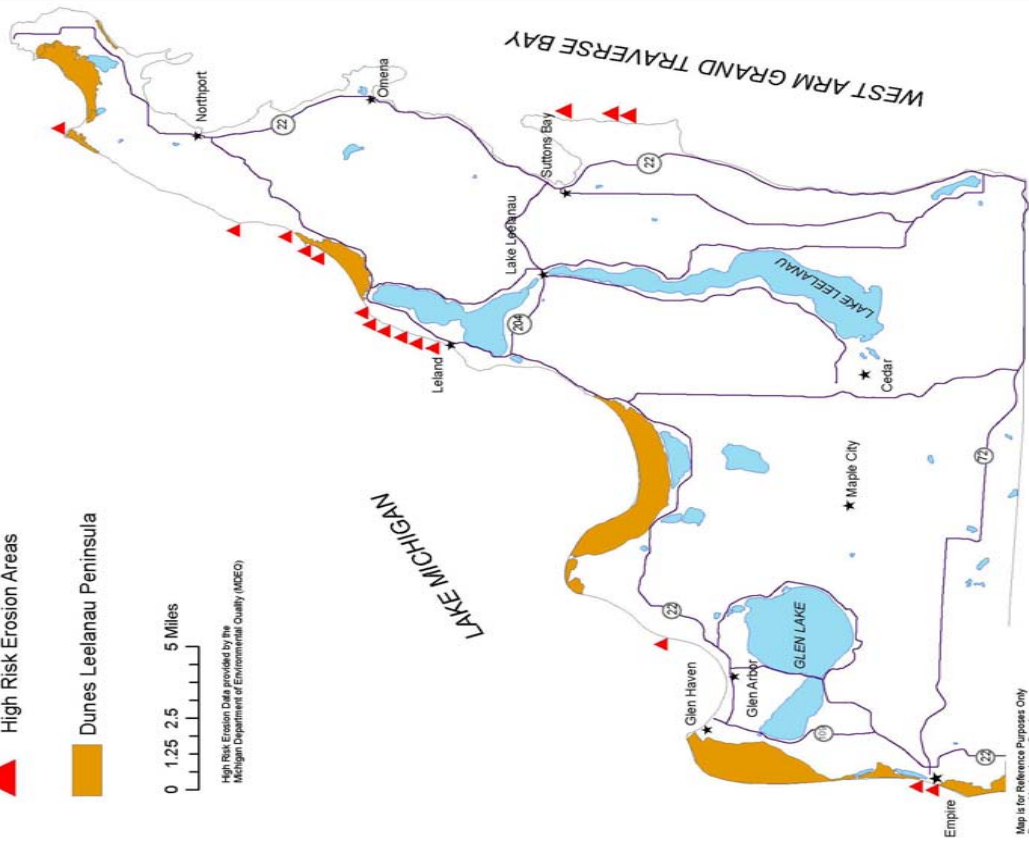 High Risk Erosion Areas
Dunes Leelanau Peninsula
0 1.25 2.5 5 Miles
High Risk Erosion Data provided by the
Michigan Department of Environmental Quality (MDEQ)
LAKE MICHIGAN
WEST ARM GRAND TRAVERSE BAY
Northport
22
Omena
Suttons Bay
22
Lake Leelanau
204
Leland
LAKE LEELANAU
Cedar
72
Maple City
22
Glen Haven
Glen Arbor
GLEN LAKE
109
22
Empire
Map is for Reference Purposes Only